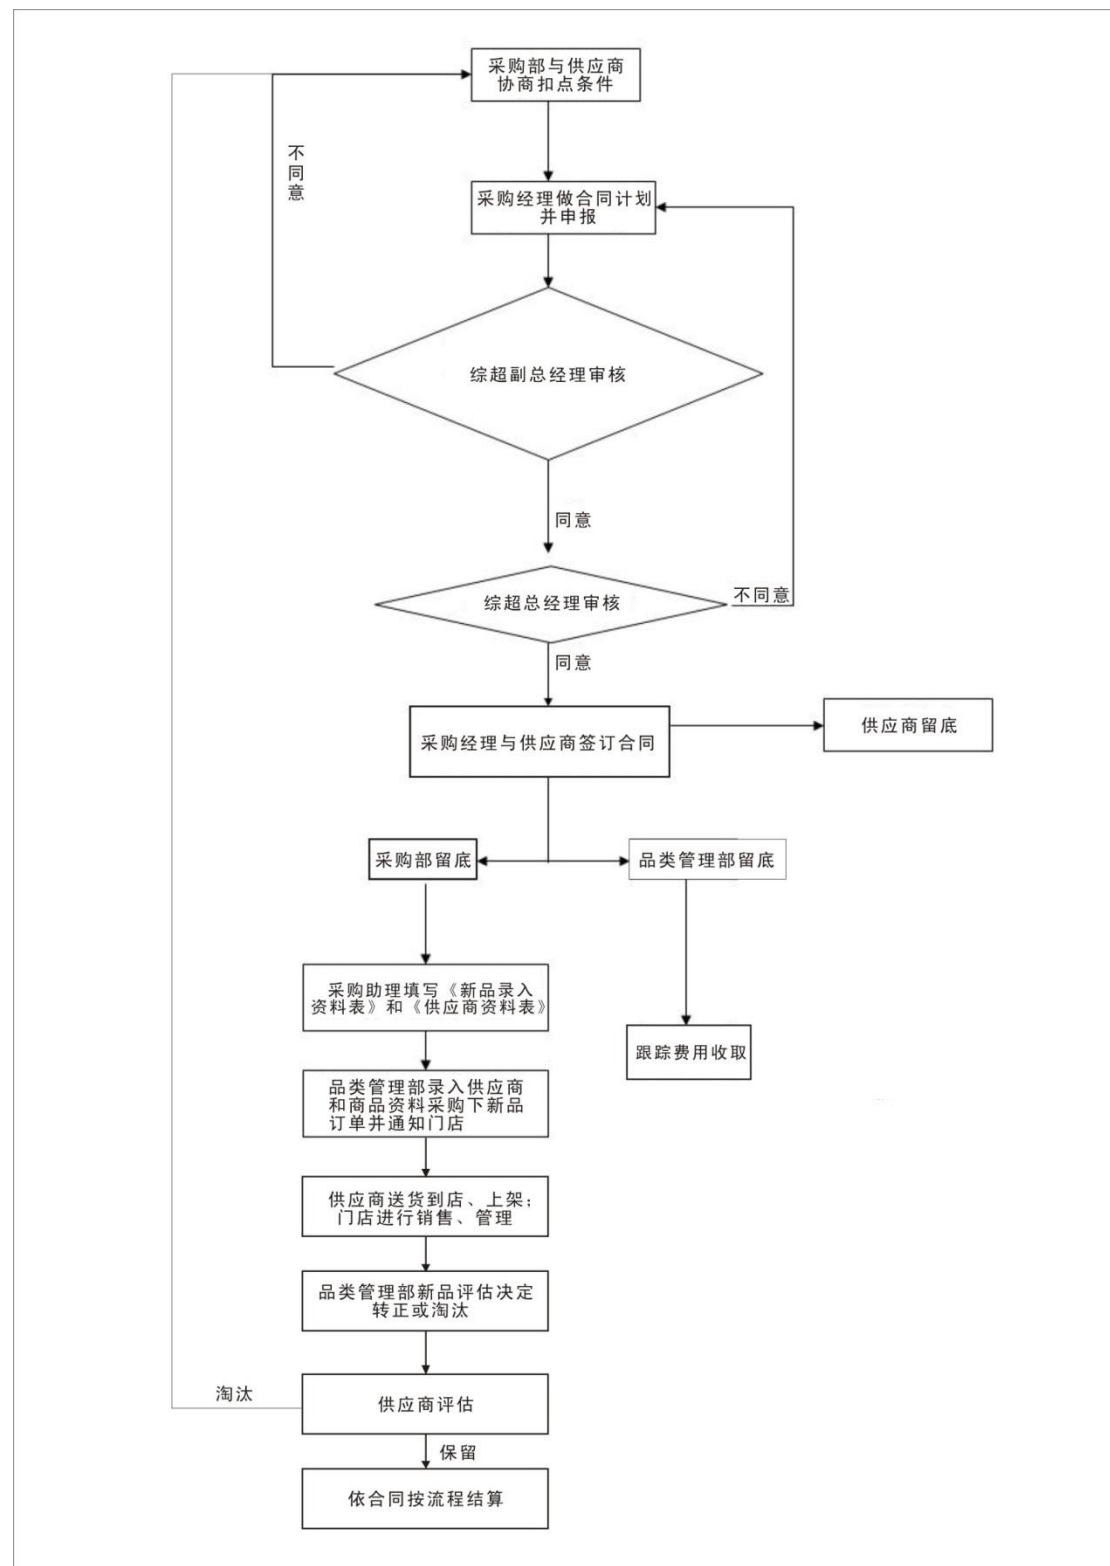 采购部与供应商
协商扣点条件
不
同
意
采购经理做合同计划
并申报
综超副总经理审核
同意
综超总经理审核
不同意
同意
采购经理与供应商签订合同
供应商留底
采购部留底
品类管理部留底
采购助理填写《新品录入
资料表》和《供应商资料表》
跟踪费用收取
品类管理部录入供应商
和商品资料采购下新品
订单并通知门店
供应商送货到店、上架；
门店进行销售、管理
品类管理部新品评估决定
转正或淘汰
淘汰
供应商评估
保留
依合同按流程结算